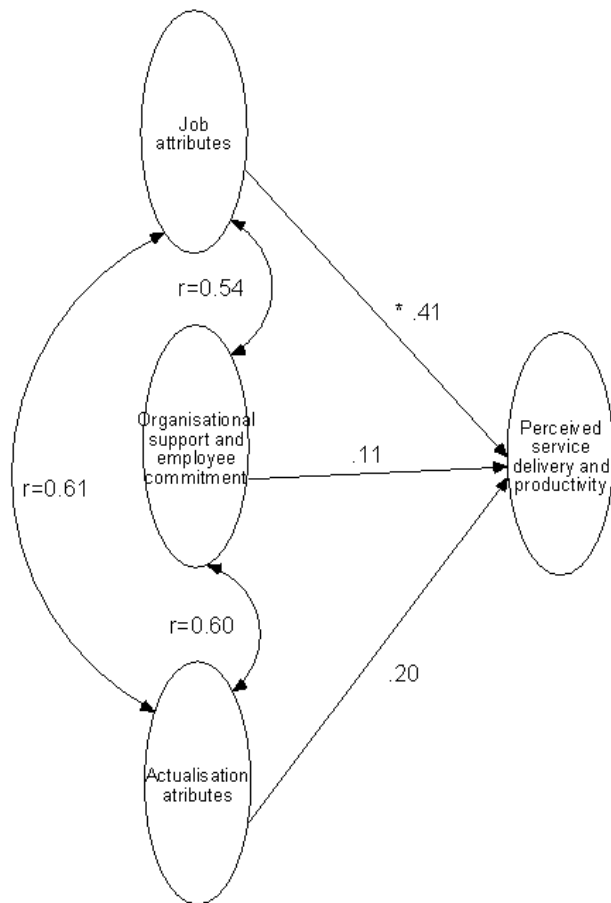 Job
attributes
r=0.54
* .41
Organisational
support and
employee
commitment
Perceived
service
delivery and
productivity
.11
r=0.61
r=0.60
.20
Actualisation
atributes